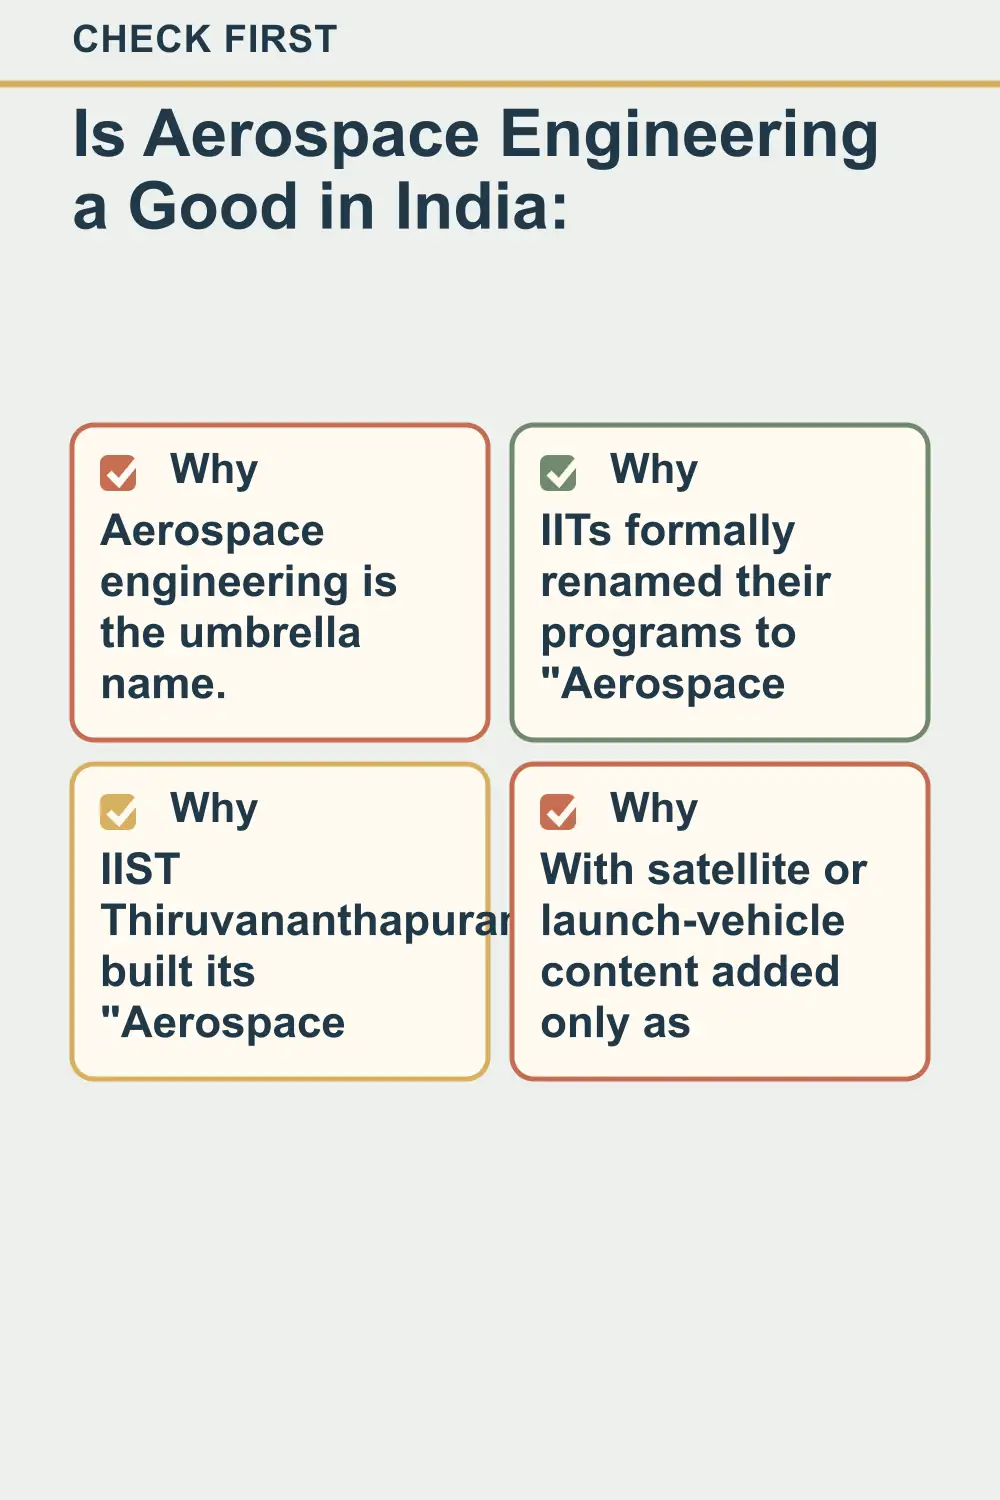 CHECK FIRST
Is Aerospace Engineering
a Good in India:
Why
Aerospace
engineering is
the umbrella
name.
Why
IITs formally
renamed their
programs to
"Aerospace
Why
IIST
Thiruvananthapuram
built its
"Aerospace
Why
With satellite or
launch-vehicle
content added
only as